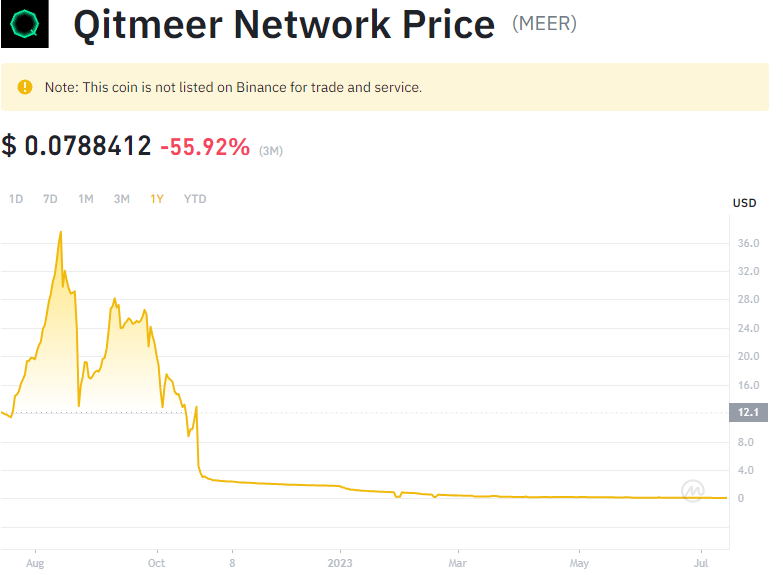 Qitmeer Network Price (MEER)
Note: This coin is not listed on Binance for trade and service.
$ 0.0788412 -55.92% (3M)
1D 7D 1M 3M 1Y YTD
USD
36.0
32.0
28.0
24.0
20.0
16.0
12.1
8.0
4.0
0
Aug Oct 8 2023 Mar May Jul